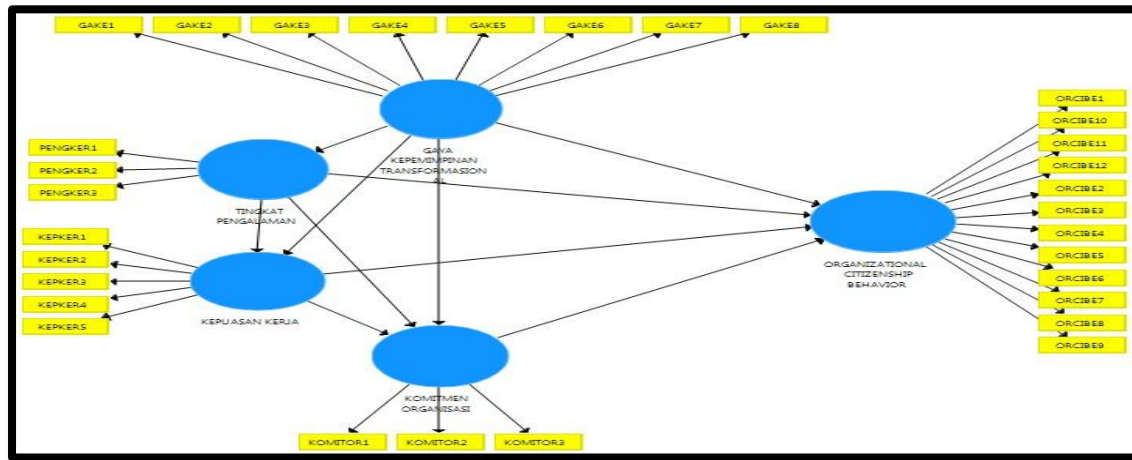 GAKE1 GAKE2 GAKE3 GAKE4 GAKE5 GAKE6 GAKE7 GAKE8
GAYA
KEPEMIMPINAN
TRANSFORMASION
AL
PENGKER1
PENGKER2
PENGKER3
TINGKAT
PENGALAMAN
KEPKER1
KEPKER2
KEPKER3
KEPKER4
KEPKER5
KEPUASAN KERJA
KOMITMEN
ORGANISASI
KOMITOR1 KOMITOR2 KOMITOR3
ORGANIZATIONAL
CITIZENSHIP
BEHAVIOR
ORCIBE1
ORCIBE10
ORCIBE11
ORCIBE12
ORCIBE2
ORCIBE3
ORCIBE4
ORCIBE5
ORCIBE6
ORCIBE7
ORCIBE8
ORCIBE9